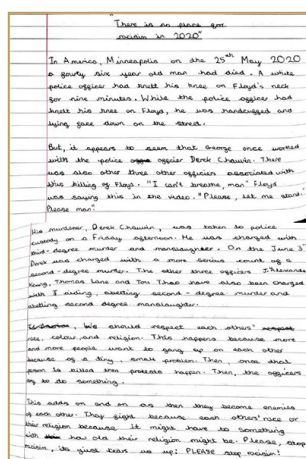 "There is no place for
racism in 2020"
In America, Minneapolis on the 25th May 2020
a fourty six year old man had died. A white
police officer had knelt his knee on Floyd's neck
for nine minutes. While the police officer had
knelt his knee on Floyd, he was handcuffed and
lying face down on the street.
But, it appears to seem that George once worked
with the police officer Derek Chauvin. There
was also other three other officers associated with
this killing of Floyd. "I can't breathe, man" Floyd
was saying this in the video. "Please, let me stand.
Please man"
His murderer, Derek Chauvin, was taken to police
custody on a Friday afternoon. He was charged with
third-degree murder and manslaughter. On the June 3rd
Derek was charged with a more serious count of a
second-degree murder. The other three officers J.Alexander
Kueng, Thomas Lane and Tou Thao have also been charged
with I aiding, abetting second-degree murder and
abetting second degree manslaughter.
We should respect each others'
race, colour and religion. This happens because more
and more people want to gang up on each other
because of a tiny, small problem. Then, once that
person is killed then protests happen. Then, the officers
try to do something.
This adds on and on as then they become enemies
of each other. They fight because each others' race or
their religion because it might have to something
with how old their religion might be. Please, stop
racism, its just tears us up! PLEASE stop racism!